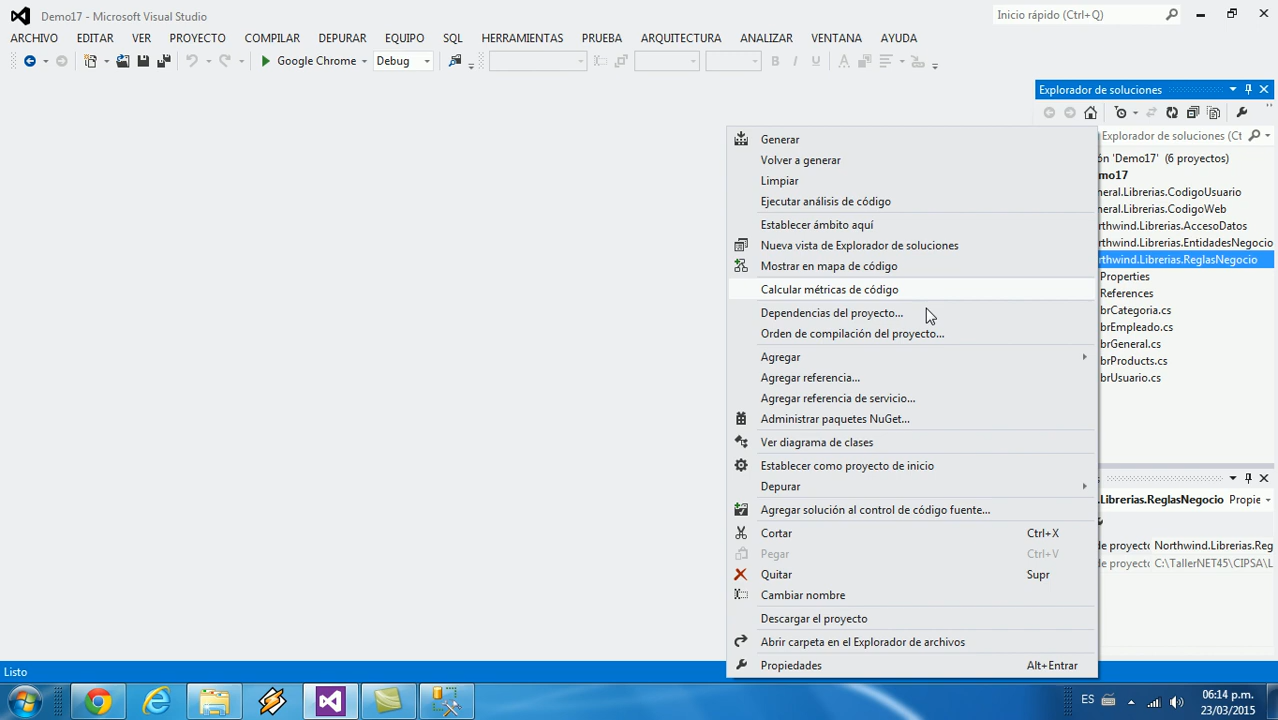 Demo17 - Microsoft Visual Studio
Inicio rápido (Ctrl+Q)
ARCHIVO EDITAR VER PROYECTO COMPILAR DEPURAR EQUIPO SQL HERRAMIENTAS PRUEBA ARQUITECTURA ANALIZAR VENTANA AYUDA
Google Chrome Debug
Explorador de soluciones
Explorador de soluciones (Ct
ón 'Demo17' (6 proyectos)
mo17
neral.Librerias.CodigoUsuario
neral.Librerias.CodigoWeb
rthwind.Librerias.AccesoDatos
rthwind.Librerias.EntidadesNegocio
rthwind.Librerias.ReglasNegocio
Properties
References
brCategoria.cs
brEmpleado.cs
brGeneral.cs
brProducts.cs
brUsuario.cs
Generar
Volver a generar
Limpiar
Ejecutar análisis de código
Establecer ámbito aquí
Nueva vista de Explorador de soluciones
Mostrar en mapa de código
Calcular métricas de código
Dependencias del proyecto...
Orden de compilación del proyecto...
Agregar
Agregar referencia...
Agregar referencia de servicio...
Administrar paquetes NuGet...
Ver diagrama de clases
Establecer como proyecto de inicio
Depurar
Agregar solución al control de código fuente...
Cortar Ctrl+X
Pegar Ctrl+V
Quitar Supr
Cambiar nombre
Descargar el proyecto
Abrir carpeta en el Explorador de archivos
Propiedades Alt+Entrar
.Librerias.ReglasNegocio Propie
de proyecto Northwind.Librerias.Reg
de proyecto C:\TallerNET45\CIPSA\L
Listo
ES
06:14 p.m.
23/03/2015